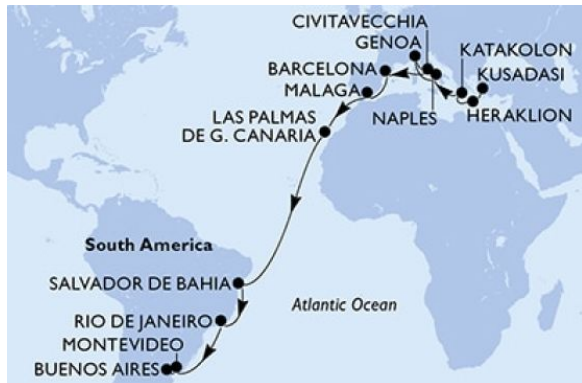 CIVITAVECCHIA
GENOA
KATAKOLON
BARCELONA
KUSADASI
MALAGA
HERAKLION
LAS PALMAS
DE G. CANARIA
NAPLES
South America
SALVADOR DE BAHIA
Atlantic Ocean
RIO DE JANEIRO
MONTEVIDEO
BUENOS AIRES